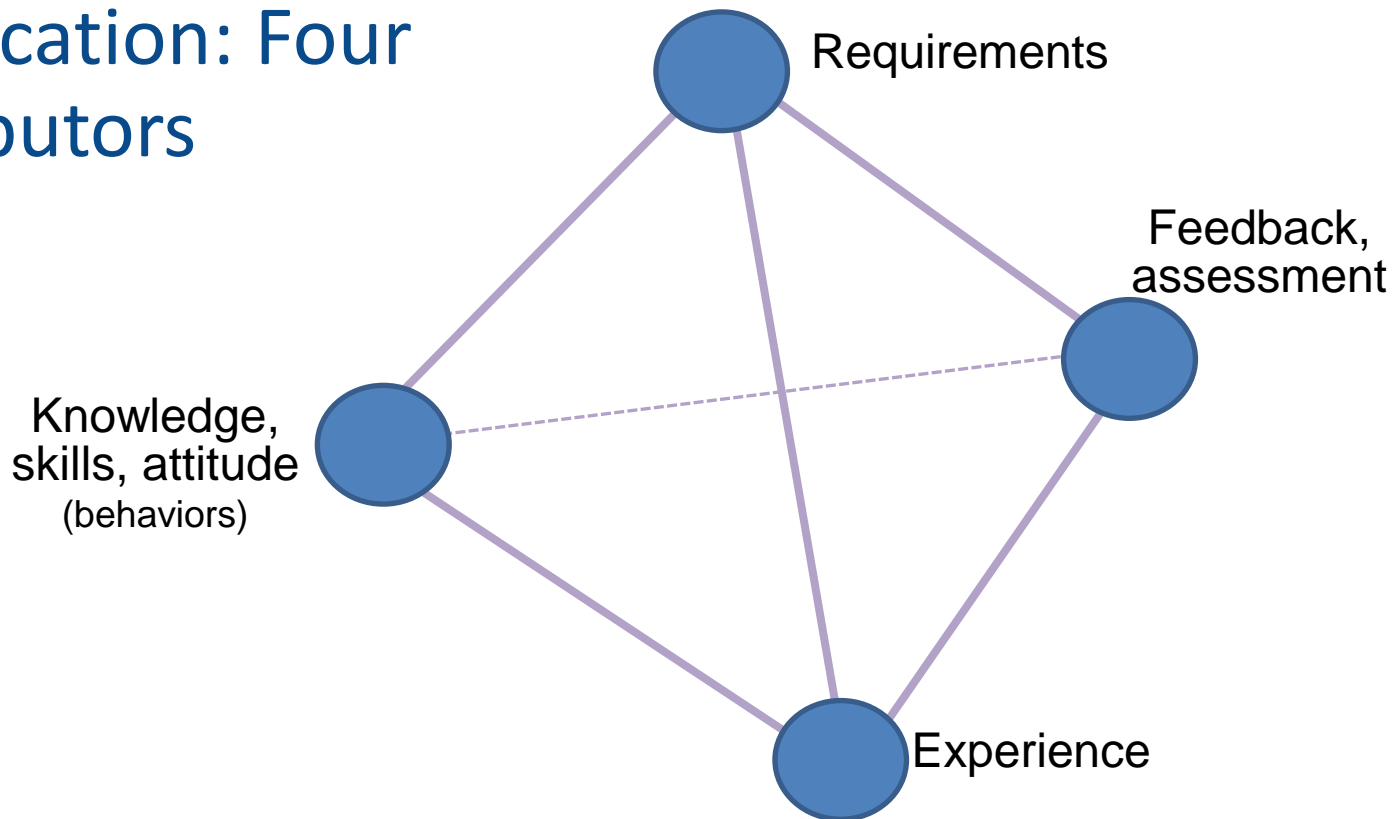 cation: Four
butors
Requirements
Feedback,
assessment
Knowledge,
skills, attitude
(behaviors)
Experience